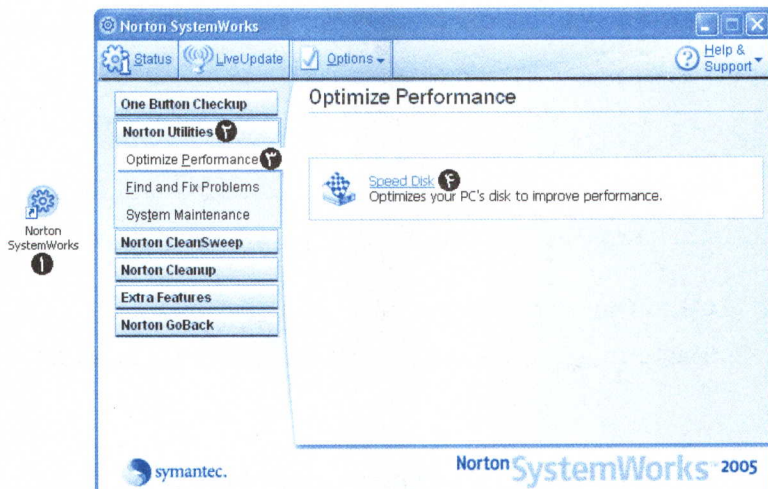 Norton SystemWorks
Status LiveUpdate Options Help & Support
One Button Checkup
Norton Utilities ۲
Optimize Performance ۳
Find and Fix Problems
System Maintenance
Norton CleanSweep
Norton Cleanup
Extra Features
Norton GoBack
Optimize Performance
Speed Disk ۴
Optimizes your PC's disk to improve performance.
Norton
SystemWorks
۱
symantec.
Norton SystemWorks 2005